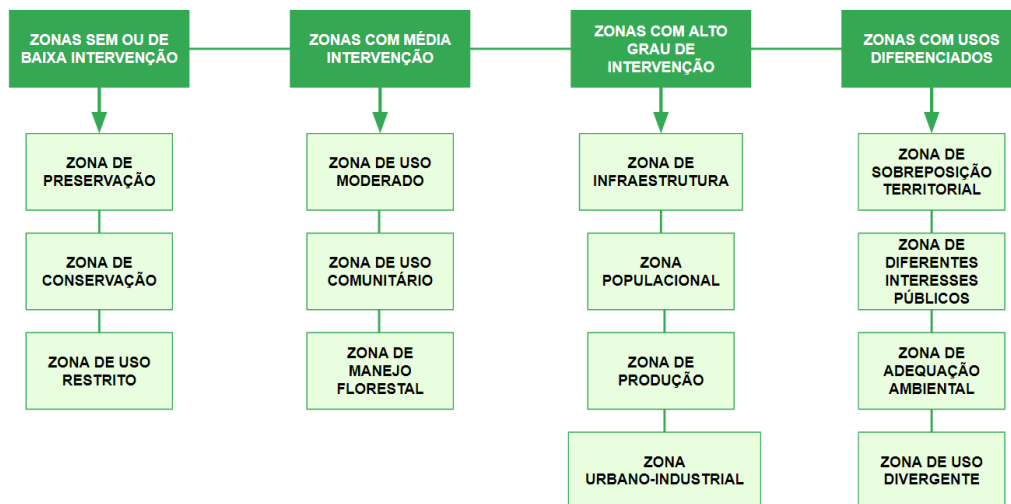 ZONAS SEM OU DE
BAIXA INTERVENÇÃO
ZONA DE
PRESERVAÇÃO
ZONA DE
CONSERVAÇÃO
ZONA DE USO
RESTRITO
ZONAS COM MÉDIA
INTERVENÇÃO
ZONA DE USO
MODERADO
ZONA DE USO
COMUNITÁRIO
ZONA DE
MANEJO
FLORESTAL
ZONAS COM ALTO
GRAU DE
INTERVENÇÃO
ZONA DE
INFRAESTRUTURA
ZONA
POPULACIONAL
ZONA DE
PRODUÇÃO
ZONA
URBANO-INDUSTRIAL
ZONAS COM USOS
DIFERENCIADOS
ZONA DE
SOBREPOSIÇÃO
TERRITORIAL
ZONA DE
DIFERENTES
INTERESSES
PÚBLICOS
ZONA DE
ADEQUAÇÃO
AMBIENTAL
ZONA DE USO
DIVERGENTE